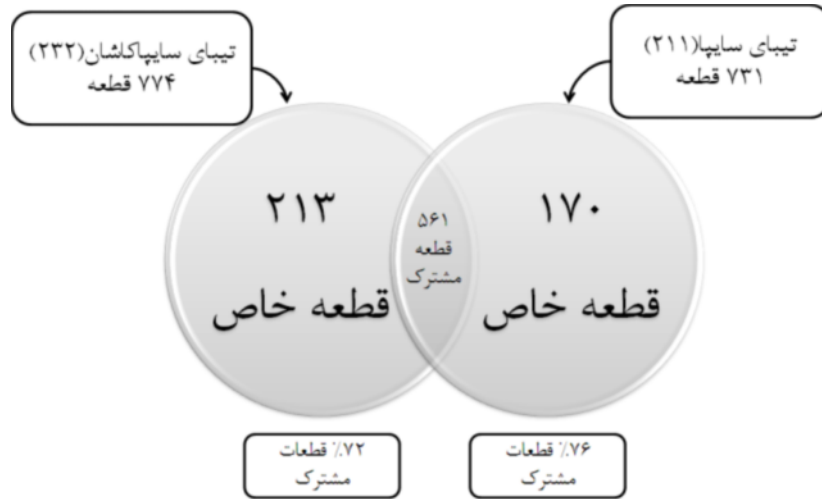 تیبای سایپا(۲۱۱)
۷۳۱ قطعه
تیبای سایپاکاشان(۲۳۲)
۷۷۴ قطعه
۱۷۰
قطعه خاص
۵۶۱
قطعه
مشترک
۲۱۳
قطعه خاص
۷۶٪ قطعات
مشترک
۷۲٪ قطعات
مشترک